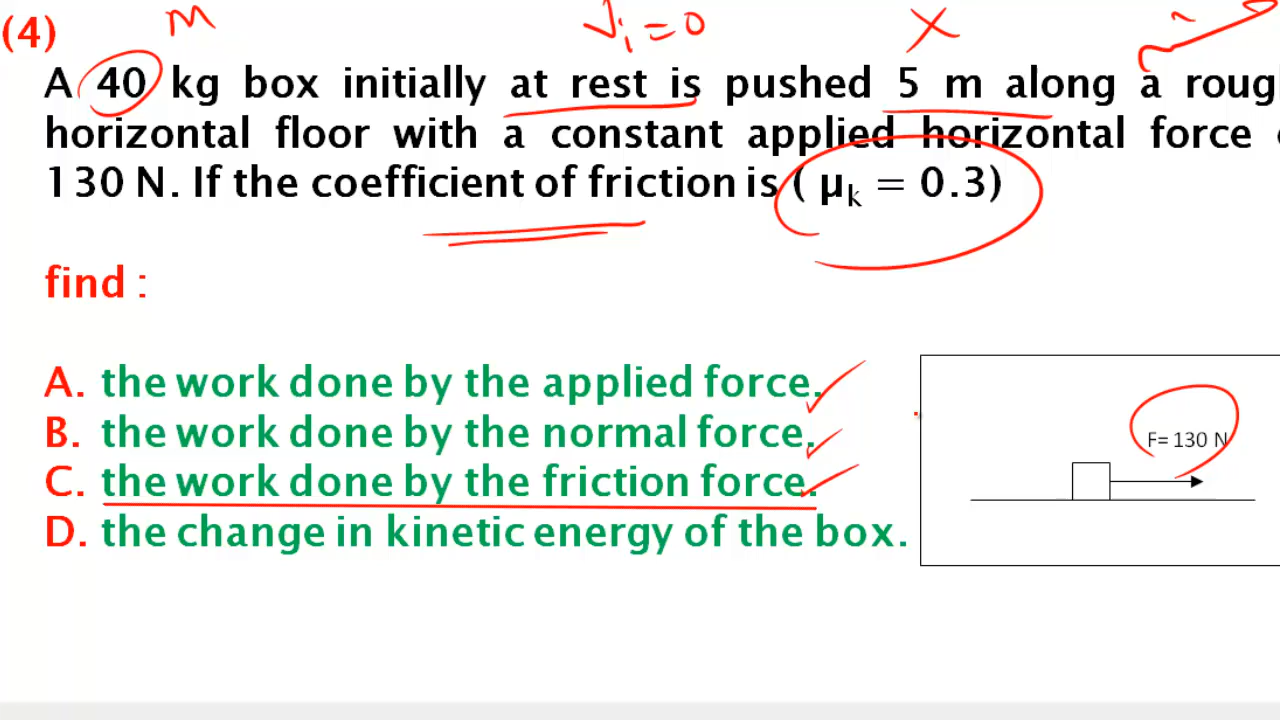 (4) m Vᵢ = 0 x
A 40 kg box initially at rest is pushed 5 m along a
horizontal floor with a constant applied horizontal force
130 N. If the coefficient of friction is ( μₖ = 0.3)
find :
A. the work done by the applied force.
B. the work done by the normal force.
C. the work done by the friction force.
D. the change in kinetic energy of the box.
F= 130 N